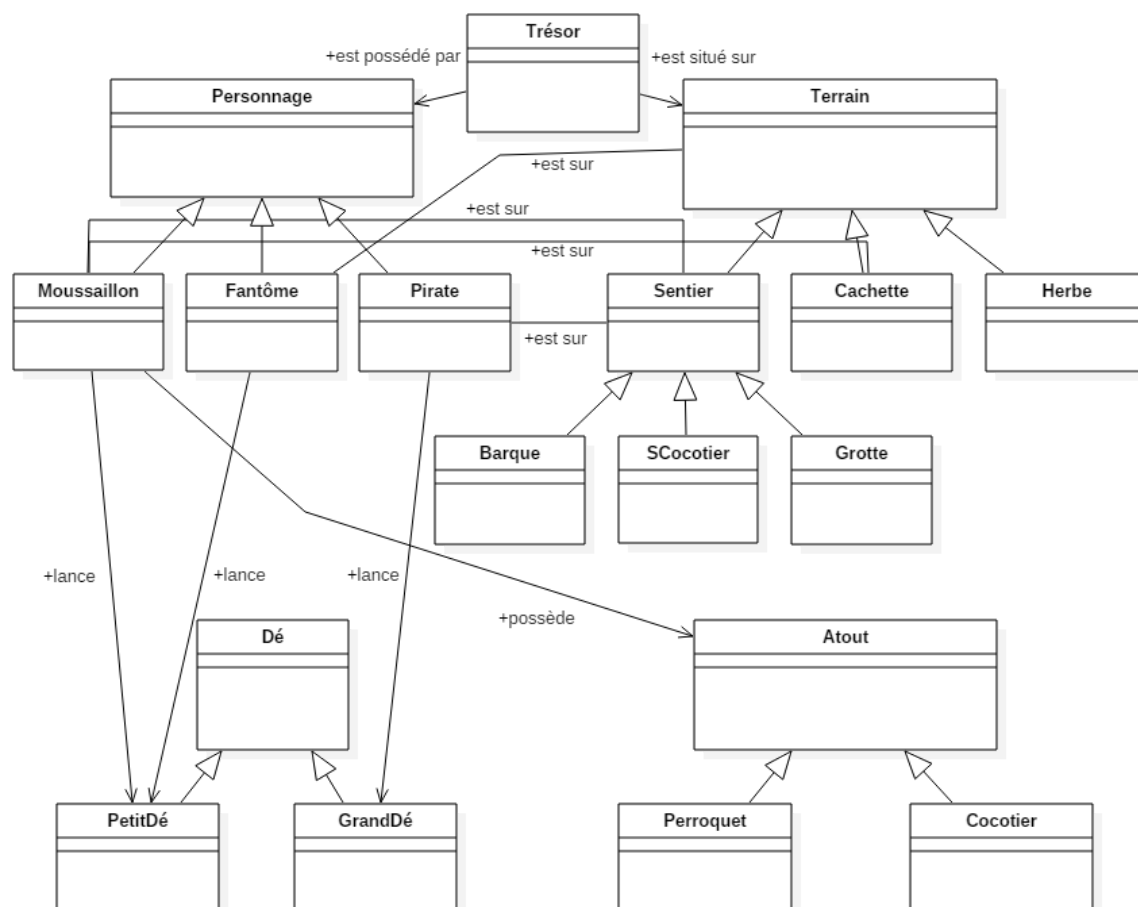 Trésor
+est possédé par
+est situé sur
Personnage
Terrain
+est sur
+est sur
+est sur
Moussaillon
Fantôme
Pirate
Sentier
Cachette
Herbe
+est sur
Barque
SCocotier
Grotte
+lance
+lance
+lance
+possède
Dé
Atout
PetitDé
GrandDé
Perroquet
Cocotier